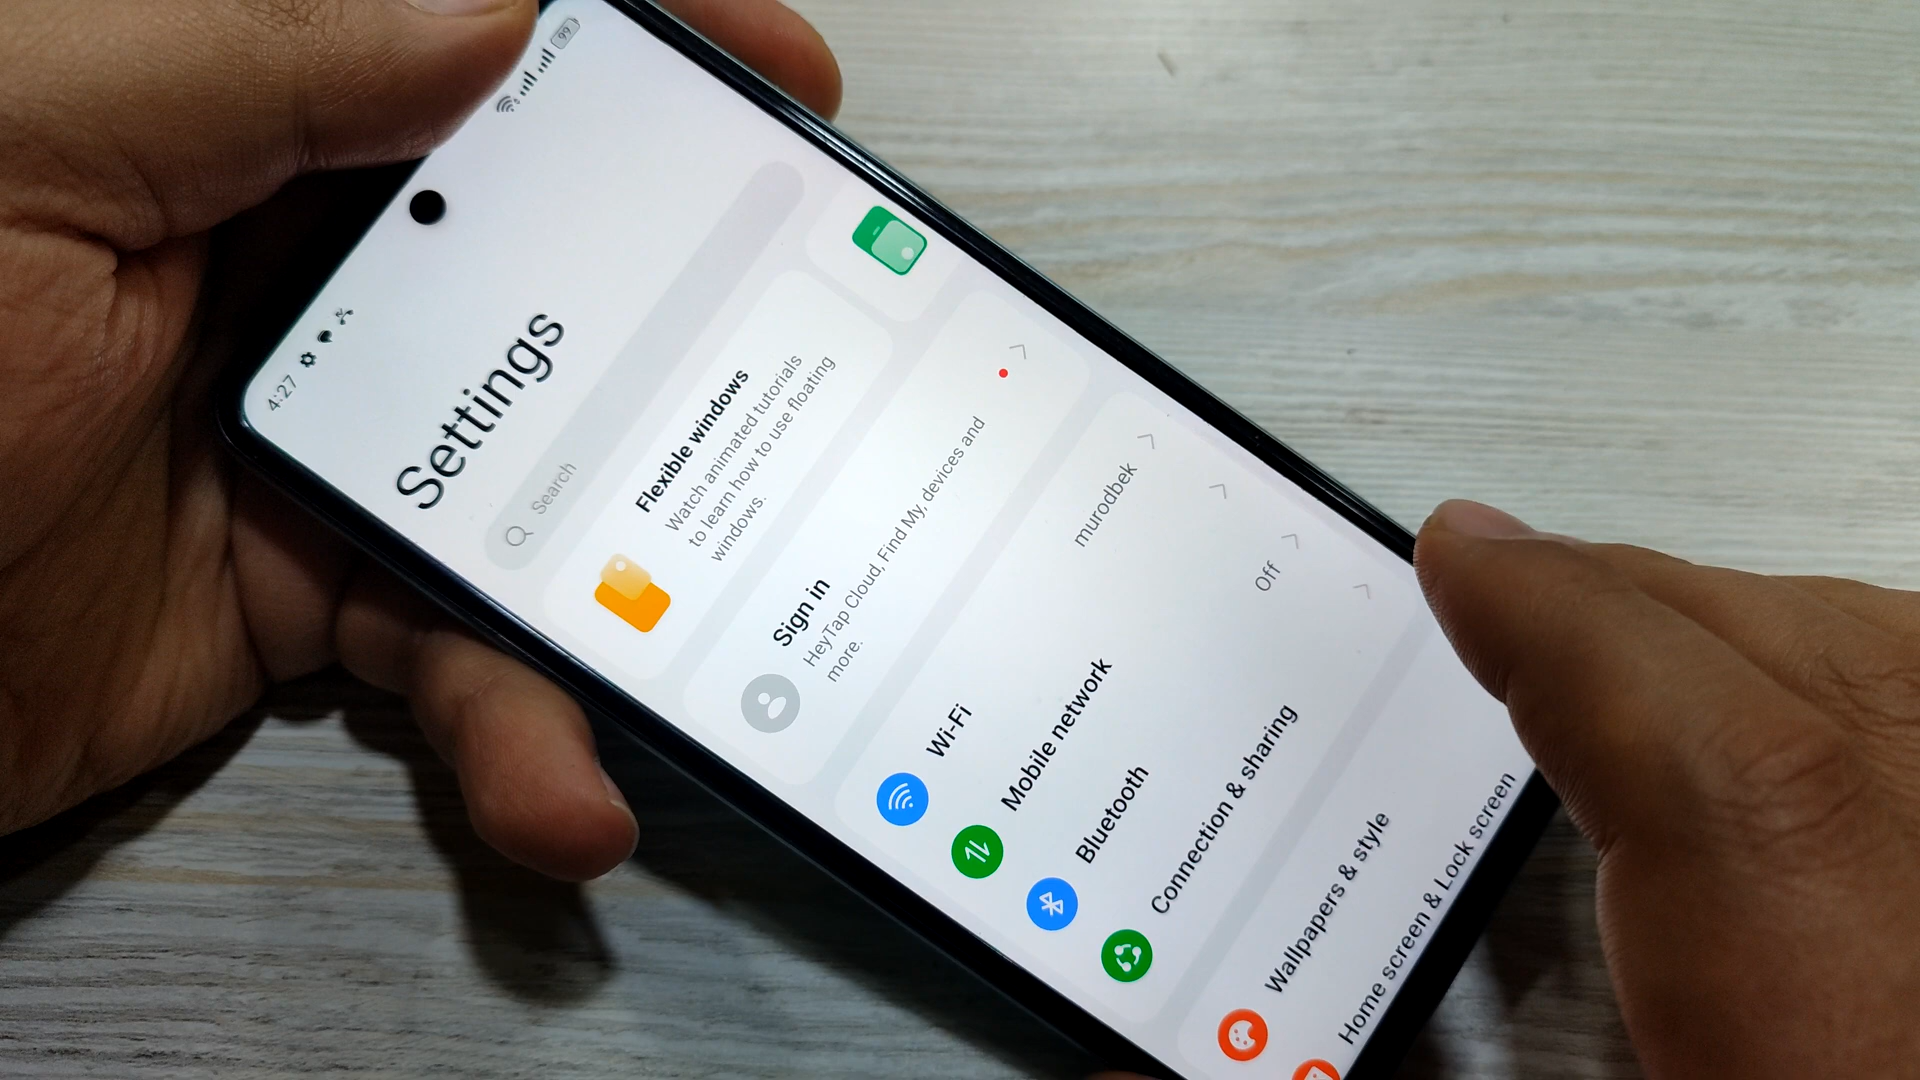 4:27
99
Settings
Search
Flexible windows
Watch animated tutorials
to learn how to use floating
windows.
Sign in
HeyTap Cloud, Find My, devices and
more.
Wi-Fi
murodbek
Mobile network
Bluetooth
Off
Connection & sharing
Wallpapers & style
Home screen & Lock screen